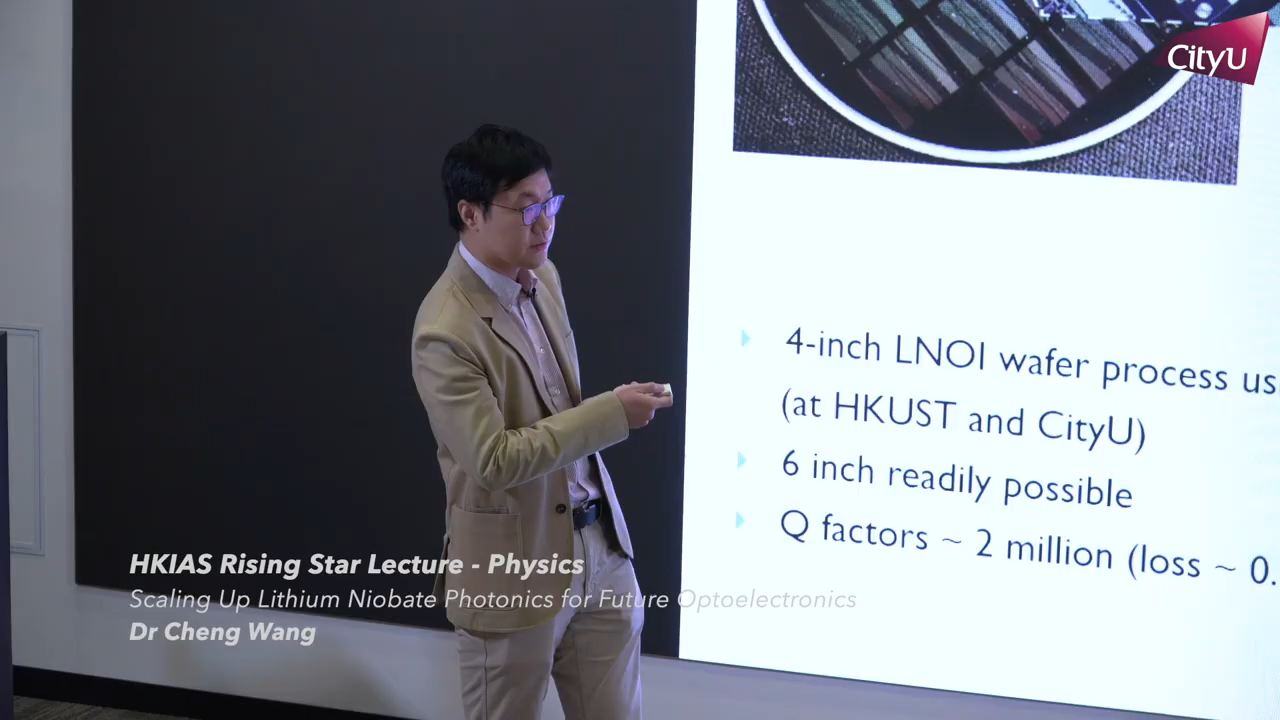 CityU
4-inch LNOI wafer process
(at HKUST and CityU)
6 inch readily possible
Q factors ~ 2 million (loss ~ 0.
HKIAS Rising Star Lecture - Physics
Scaling Up Lithium Niobate Photonics for Future Optoelectronics
Dr Cheng Wang